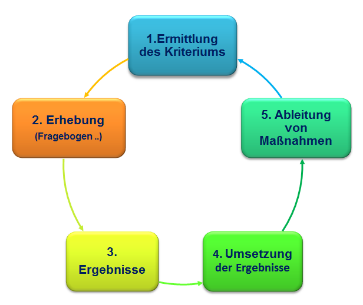 1.Ermittlung
des Kriteriums
2. Erhebung
(Fragebogen ..)
3.
Ergebnisse
4. Umsetzung
der Ergebnisse
5. Ableitung
von
Maßnahmen